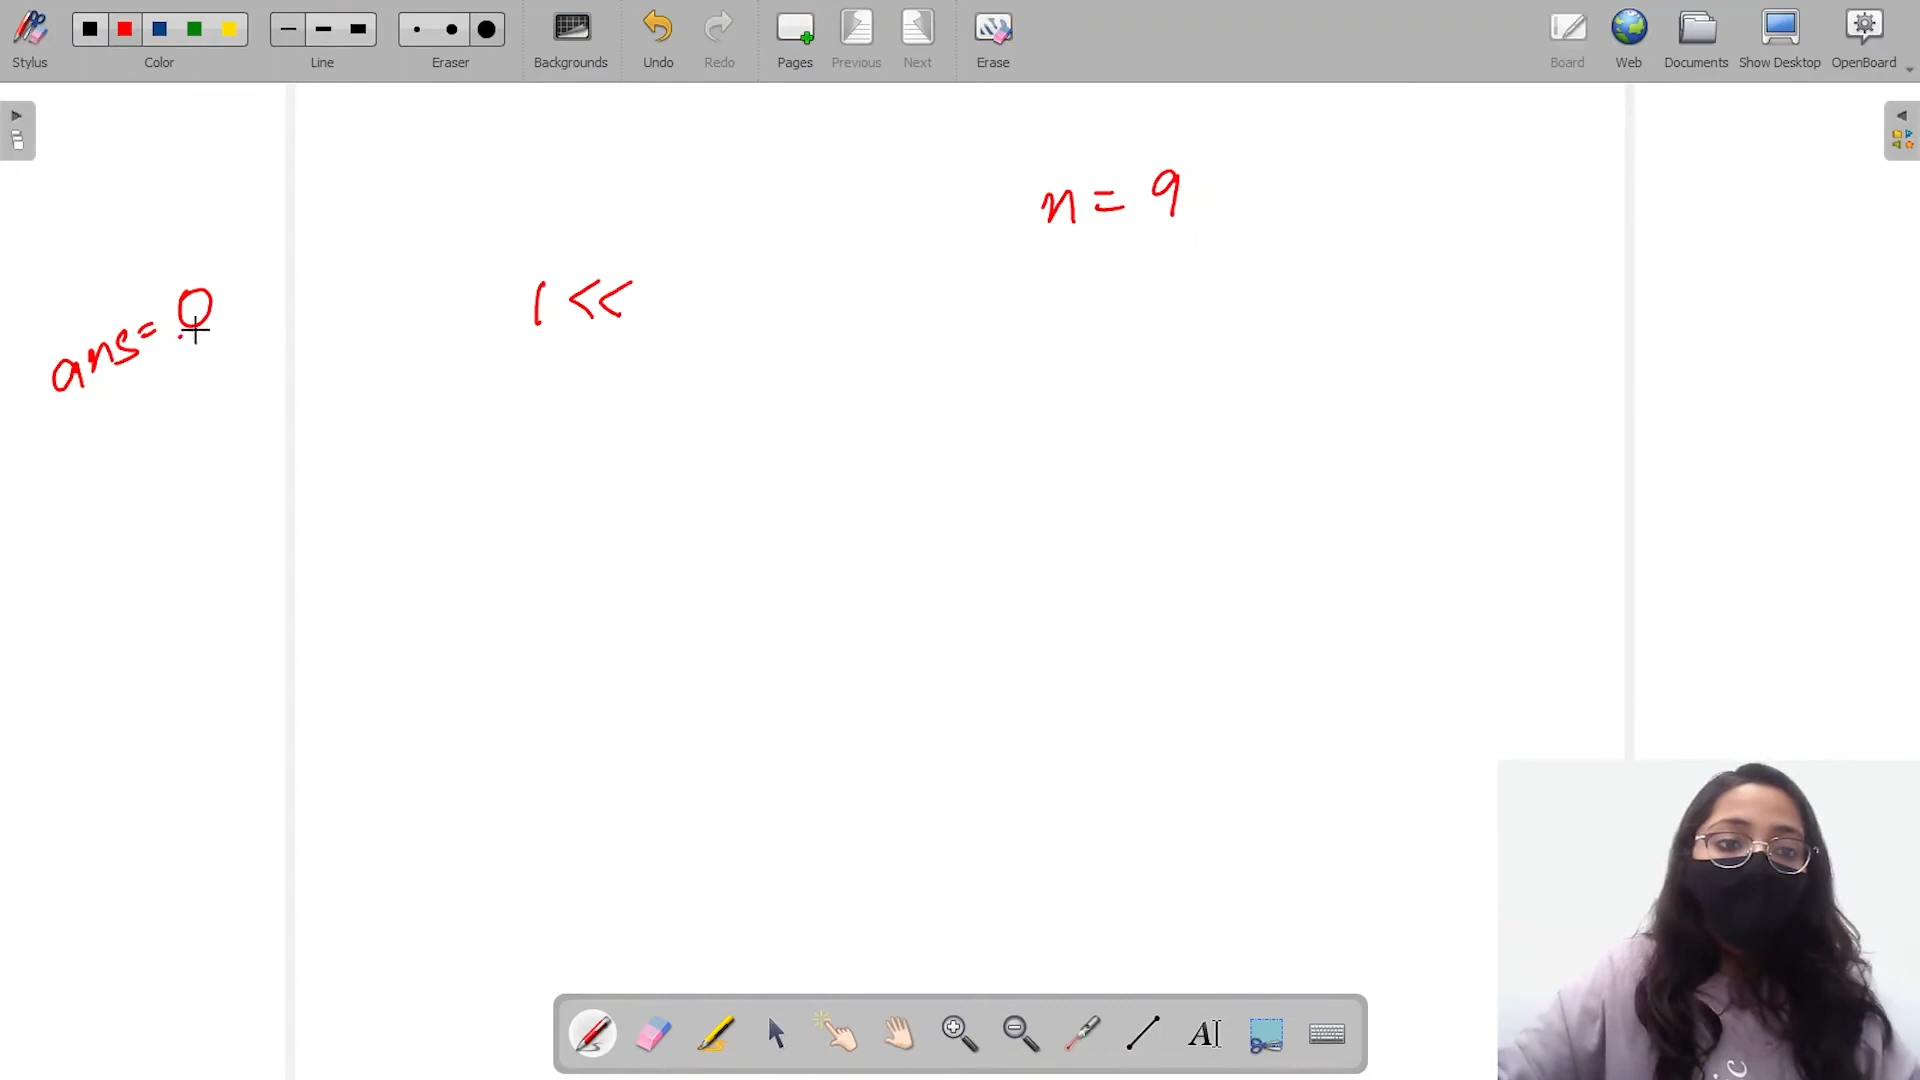 Stylus Color Line Eraser Backgrounds Undo Redo Pages Previous Next Erase Board Web Documents Show Desktop OpenBoard
n = 9
1 <<
ans = 0
A
c